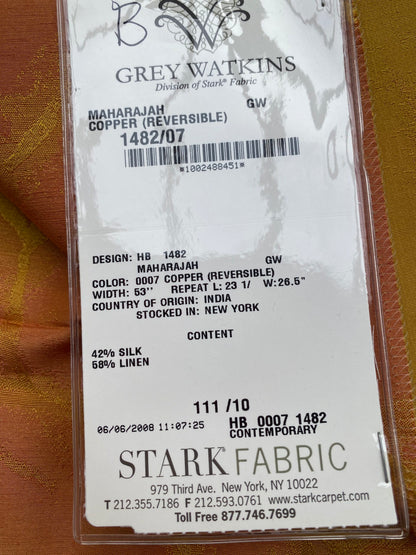 B
GREY WATKINS
Division of Stark® Fabric
MAHARAJAH GW
COPPER (REVERSIBLE)
1482/07
*1002488451*
DESIGN: HB 1482
MAHARAJAH GW
COLOR: 0007 COPPER (REVERSIBLE)
WIDTH: 53'' REPEAT L: 23 1/ W:26.5"
COUNTRY OF ORIGIN: INDIA
STOCKED IN: NEW YORK
CONTENT
42% SILK
58% LINEN
111 /10
06/06/2008 11:07:25 HB 0007 1482
CONTEMPORARY
STARK FABRIC
979 Third Ave. New York, NY 10022
T 212.355.7186 F 212.593.0761 www.starkcarpet.com
Toll Free 877.746.7699